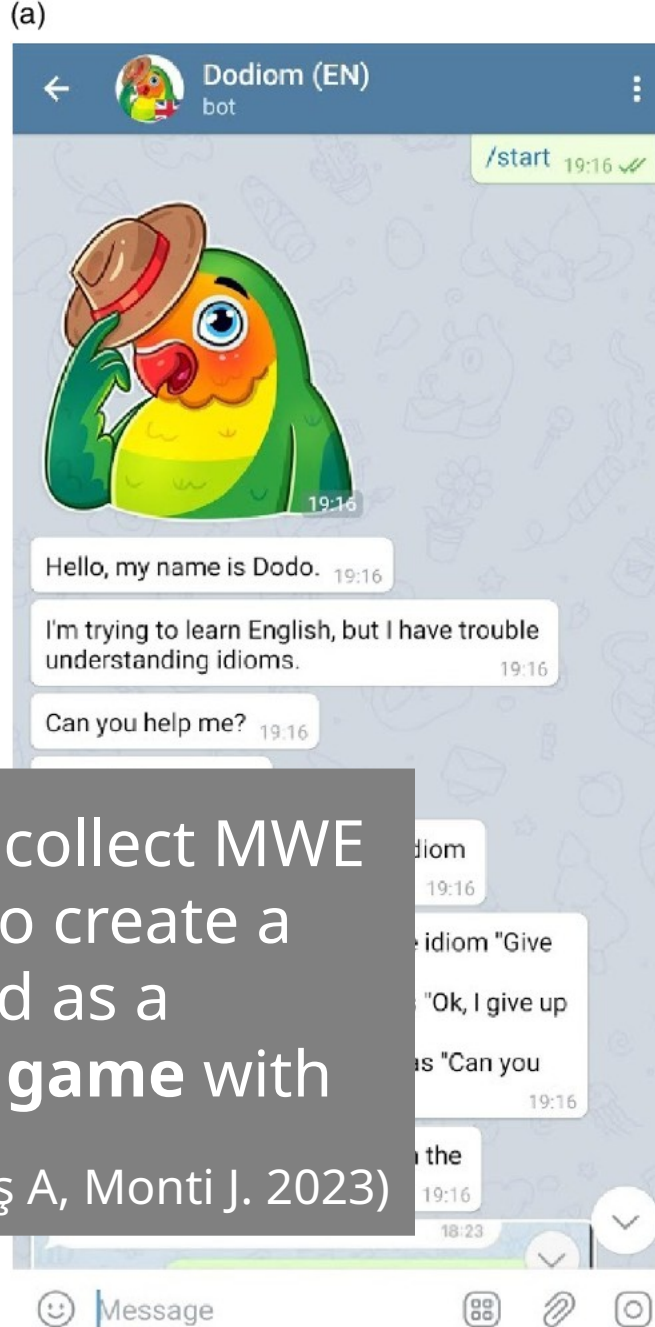 (a)
Dodiom (EN)
bot
/start 19:16
19:16
Hello, my name is Dodo. 19:16
I'm trying to learn English, but I have trouble
understanding idioms. 19:16
Can you help me? 19:16
collect MWE
create a
as a
game with
A, Monti J. 2023)
19:16
idiom "Give
"Ok, I give up
"Can you
19:16
the
19:16
18:23
Message